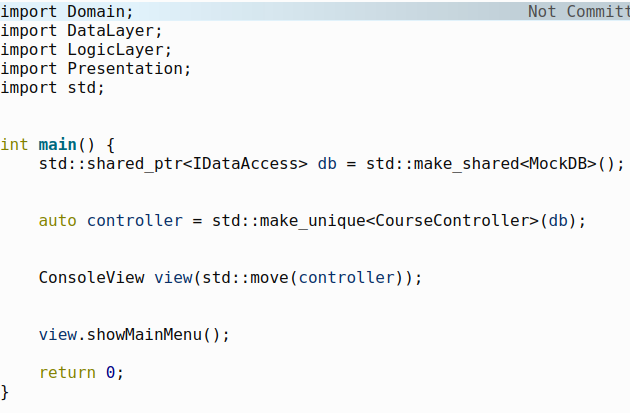 import Domain;
Not Committ
import DataLayer;
import LogicLayer;
import Presentation;
import std;
int main() {
    std::shared_ptr<IDataAccess> db = std::make_shared<MockDB>();
    auto controller = std::make_unique<CourseController>(db);
    ConsoleView view(std::move(controller));
    view.showMainMenu();
    return 0;
}